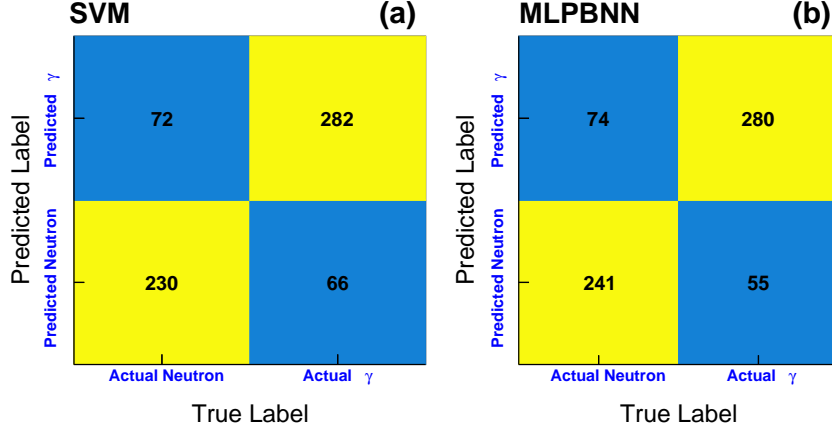 SVM (a)
Predicted Label
Predicted γ
Predicted Neutron
72 282
230 66
Actual Neutron Actual γ
True Label
MLPBNN (b)
Predicted Label
Predicted γ
Predicted Neutron
74 280
241 55
Actual Neutron Actual γ
True Label